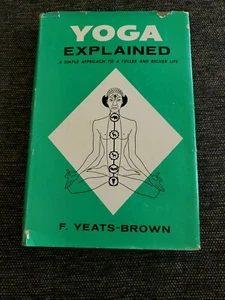 YOGA
EXPLAINED
A SIMPLE APPROACH TO A FULLER AND RICHER LIFE
F. YEATS-BROWN